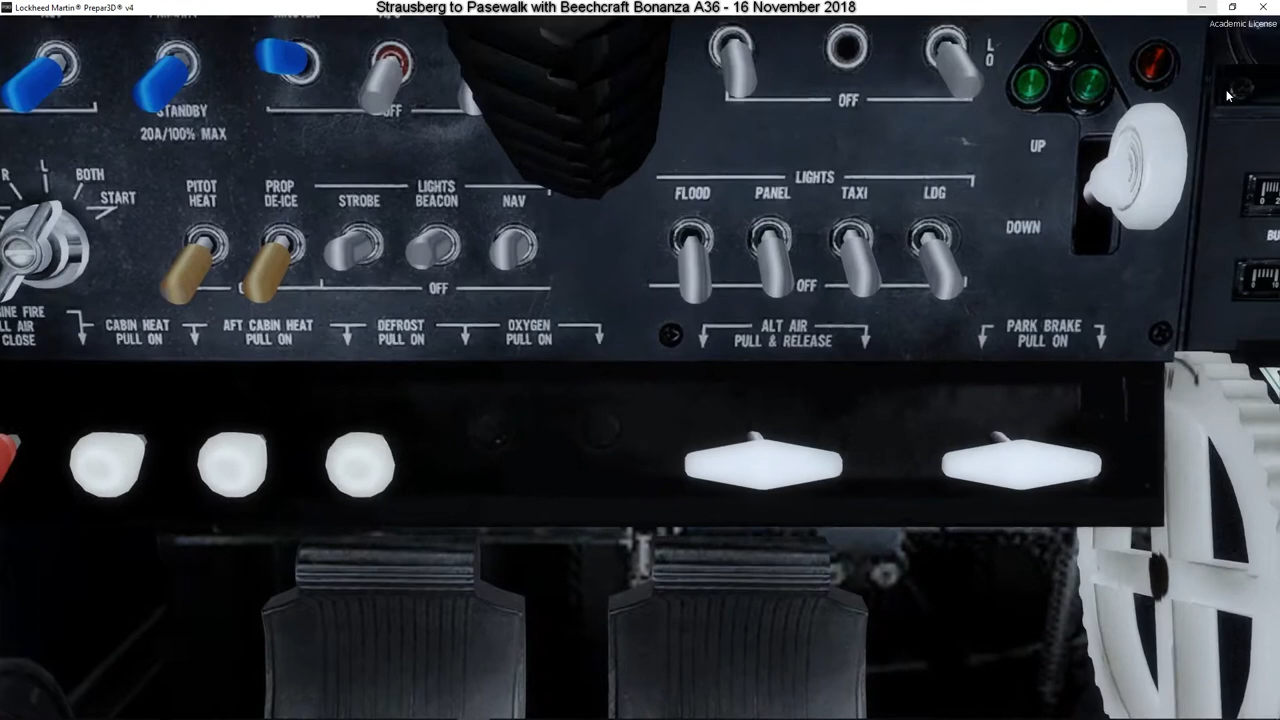 Lockheed Martin® Prepar3D® v4
Strausberg to Pasewalk with Beechcraft Bonanza A36 - 16 November 2018
Academic License
STANDBY
20A/100% MAX
OFF
OFF
L
O
UP
DOWN
R
L
BOTH
START
PITOT
HEAT
PROP
DE-ICE
STROBE
LIGHTS
BEACON
NAV
OFF
LIGHTS
FLOOD
PANEL
TAXI
LDG
OFF
FIRE
AIR
CLOSE
CABIN HEAT
PULL ON
AFT CABIN HEAT
PULL ON
DEFROST
PULL ON
OXYGEN
PULL ON
ALT AIR
PULL & RELEASE
PARK BRAKE
PULL ON